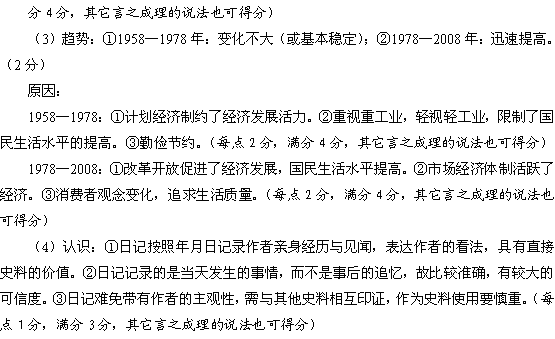 分 4 分，其它言之成理的说法也可得分）
（3）趋势：①1958—1978 年：变化不大（或基本稳定）；②1978—2008 年：迅速提高。
（2 分）
原因：
1958—1978：①计划经济制约了经济发展活力。②重视重工业，轻视轻工业，限制了国
民生活水平的提高。③勤俭节约。（每点 2 分，满分 4 分，其它言之成理的说法也可得分）
1978—2008：①改革开放促进了经济发展，国民生活水平提高。②市场经济体制活跃了
经济。③消费者观念变化，追求生活质量。（每点 2 分，满分 4 分，其它言之成理的说法也
可得分）
（4）认识：①日记按照年月日记录作者亲身经历与见闻，表达作者的看法，具有直接
史料的价值。②日记记录的是当天发生的事情，而不是事后的追忆，故比较准确，有较大的
可信度。③日记难免带有作者的主观性，需与其他史料相互印证，作为史料使用要慎重。（每
点 1 分，满分 3 分，其它言之成理的说法也可得分）